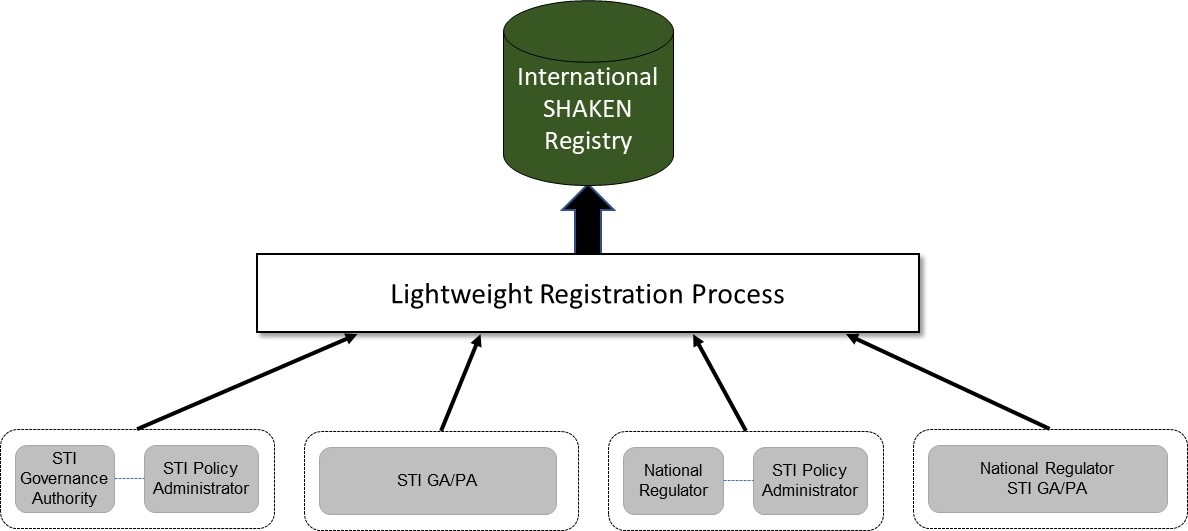 International
SHAKEN
Registry
Lightweight Registration Process
STI
Governance
Authority
STI Policy
Administrator
STI GA/PA
National
Regulator
STI Policy
Administrator
National Regulator
STI GA/PA